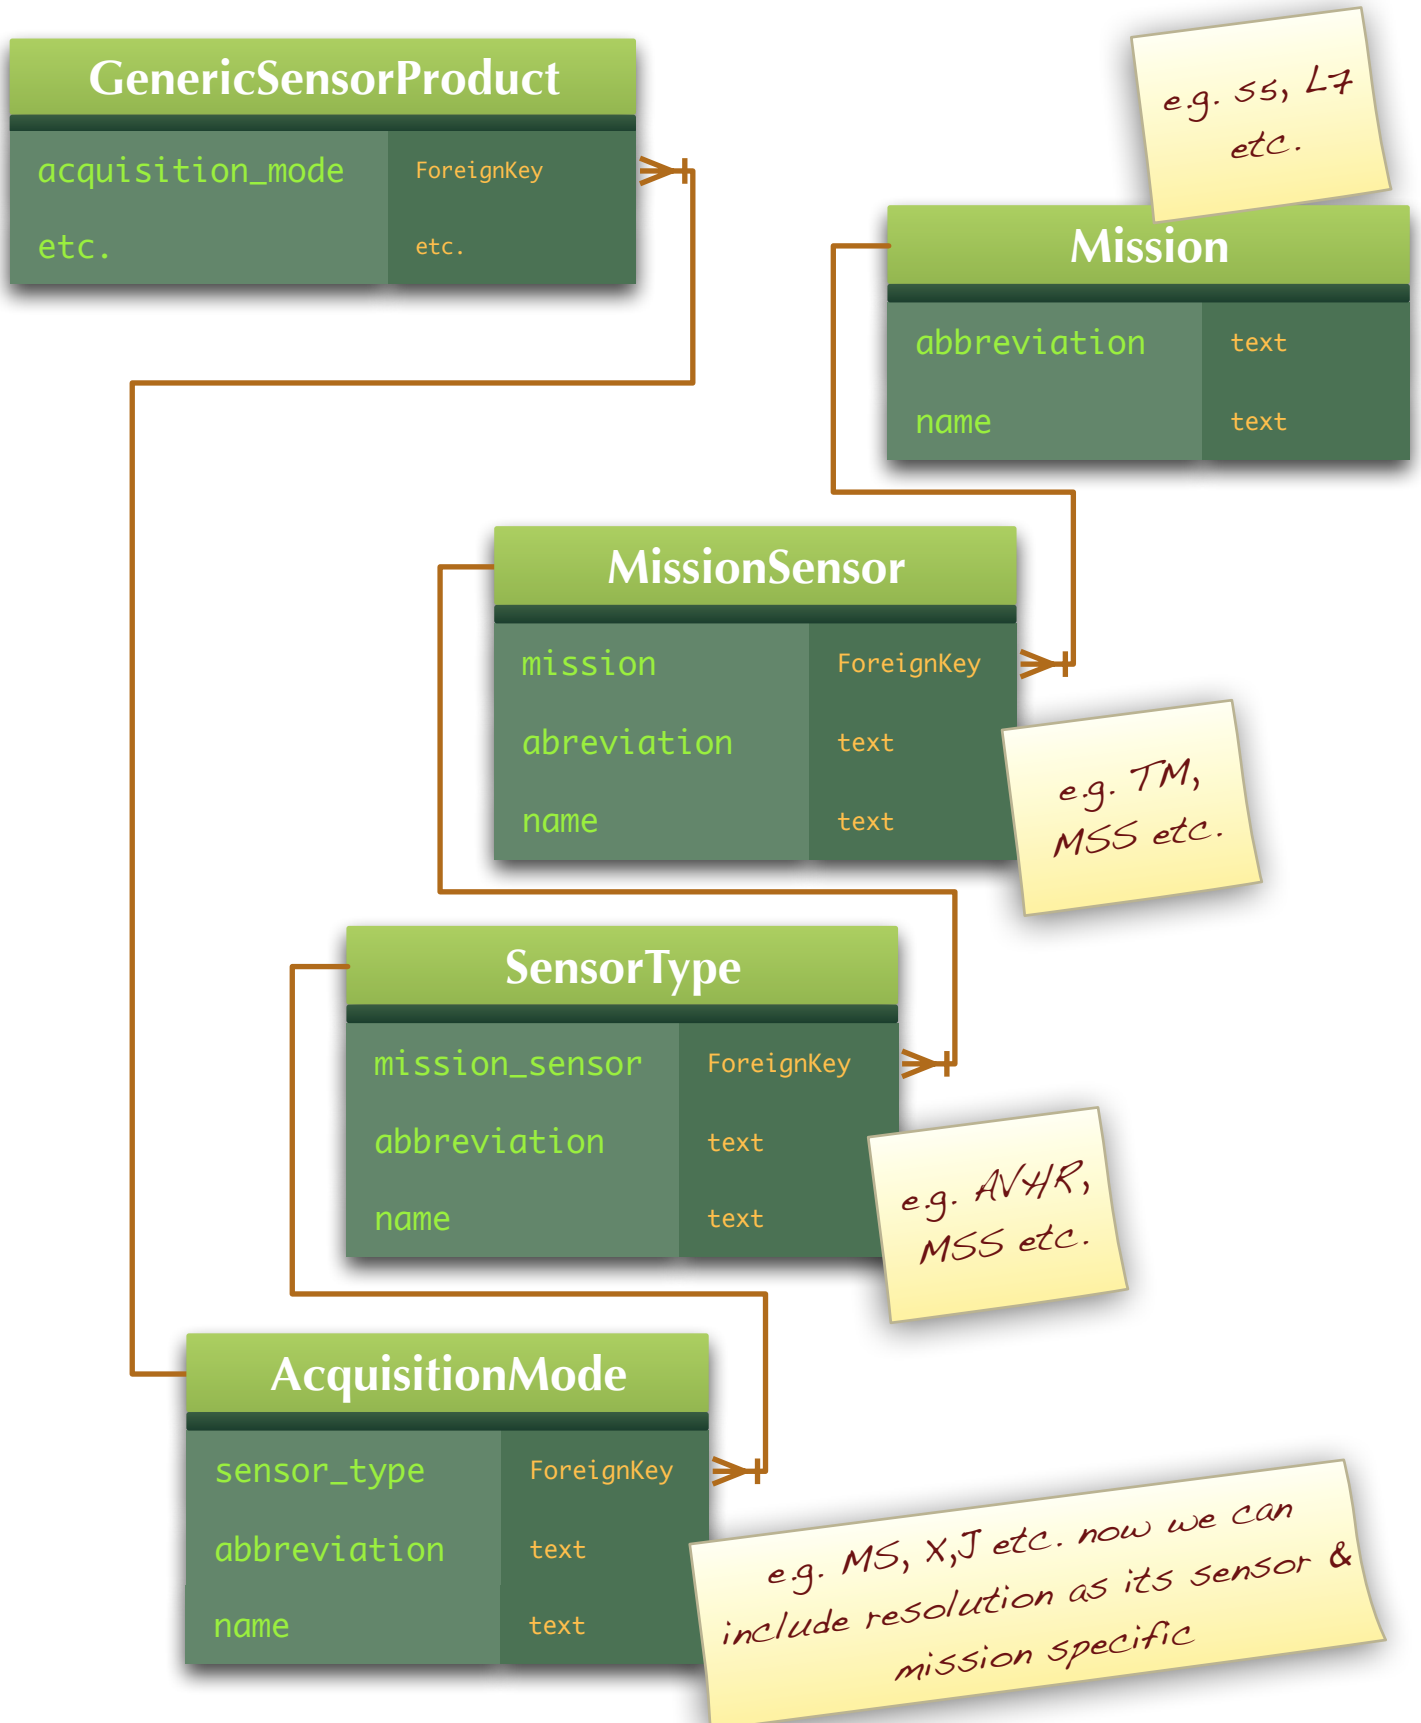 GenericSensorProduct
acquisition_mode ForeignKey
etc. etc.
e.g. S5, L7
etc.
Mission
abbreviation text
name text
MissionSensor
mission ForeignKey
abreviation text
name text
e.g. TM,
MSS etc.
SensorType
mission_sensor ForeignKey
abbreviation text
name text
e.g. AVHR,
MSS etc.
AcquisitionMode
sensor_type ForeignKey
abbreviation text
name text
e.g. MS, X,J etc. now we can
include resolution as its sensor &
mission specific